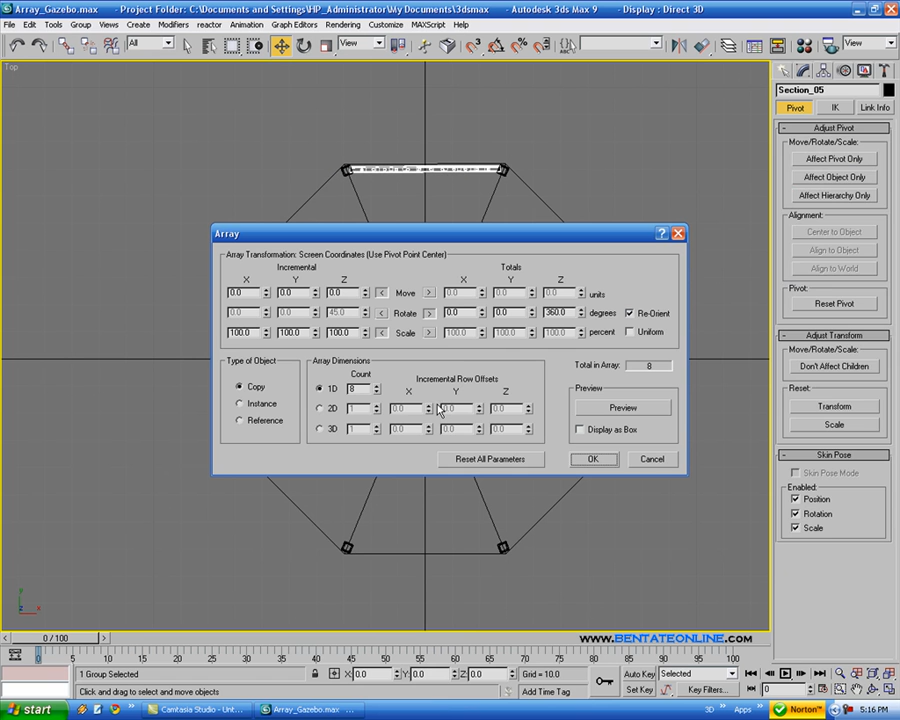 Array_Gazebo.max - Project Folder: C:\Documents and Settings\HP_Administrator\My Documents\3dsmax - Autodesk 3ds Max 9 - Display : Direct 3D
File Edit Tools Group Views Create Modifiers reactor Animation Graph Editors Rendering Customize MAXScript Help
All View View
Top
Section_05
Pivot IK Link Info
Adjust Pivot
Move/Rotate/Scale:
Affect Pivot Only
Affect Object Only
Affect Hierarchy Only
Alignment:
Center to Object
Align to Object
Align to World
Pivot:
Reset Pivot
Adjust Transform
Move/Rotate/Scale:
Don't Affect Children
Reset:
Transform
Scale
Skin Pose
Skin Pose Mode
Enabled:
Position
Rotation
Scale
Array
Array Transformation: Screen Coordinates (Use Pivot Point Center)
Incremental Totals
X Y Z X Y Z
0.0 0.0 0.0 < Move > 0.0 0.0 0.0 units
0.0 0.0 45.0 < Rotate > 0.0 0.0 360.0 degrees Re-Orient
100.0 100.0 100.0 < Scale > 100.0 100.0 100.0 percent Uniform
Type of Object
Copy
Instance
Reference
Array Dimensions
Count
Incremental Row Offsets
1D 8 X Y Z
2D 1 0.0 0.0 0.0
3D 1 0.0 0.0 0.0
Total in Array: 8
Preview
Preview
Display as Box
Reset All Parameters OK Cancel
www.BENTATEONLINE.com
y
z x
< 0 / 100 >
0 5 10 15 20 25 30 35 40 45 50 55 60 65 70 75 80 85 90 95 100
1 Group Selected X: 0.0 Y: 0.0 Z: 0.0 Grid = 10.0 Auto Key Selected
Click and drag to select and move objects Add Time Tag Set Key Key Filters... 0
start Camtasia Studio - Unt... Array_Gazebo.max ... 3D » Apps » Norton 5:16 PM